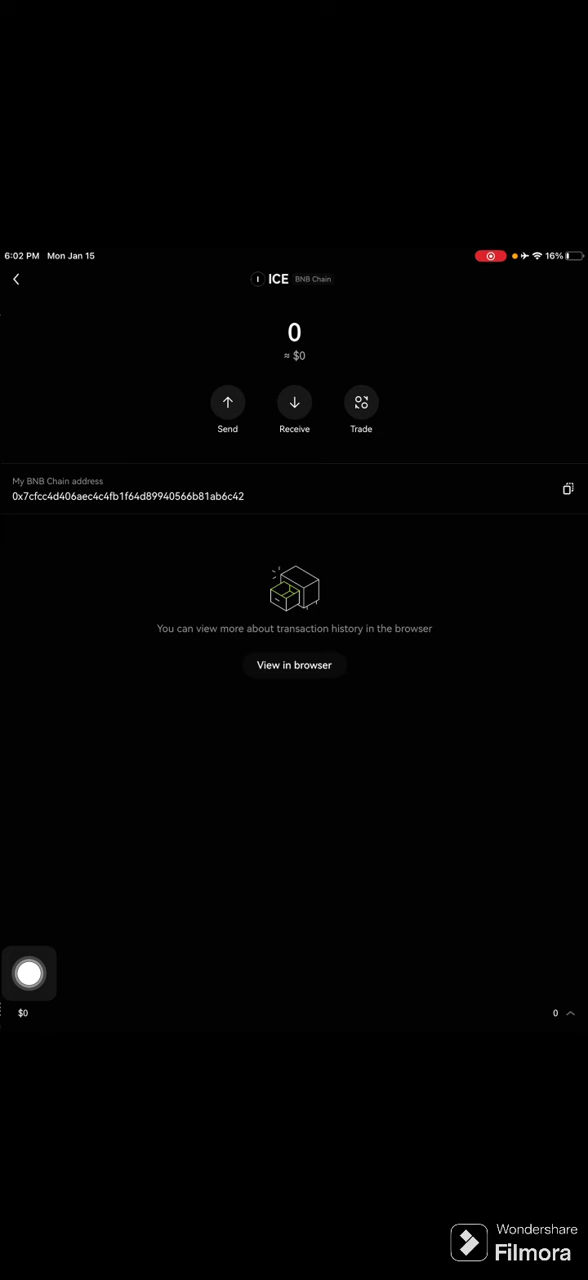 6:02 PM Mon Jan 15 16%
I ICE BNB Chain
0
≈ $0
Send Receive Trade
My BNB Chain address
0x7cfcc4d406aec4c4fb1f64d89940566b81ab6c42
You can view more about transaction history in the browser
View in browser
$0 0
Wondershare
Filmora